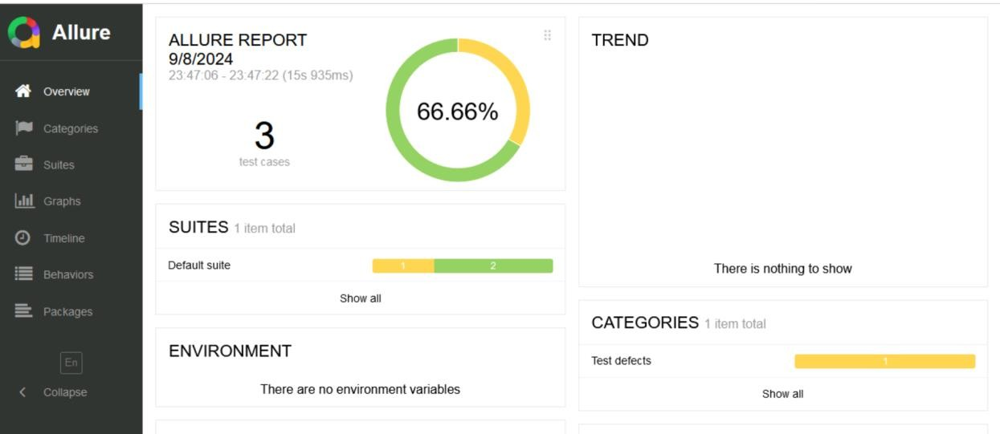 Allure
Overview
Categories
Suites
Graphs
Timeline
Behaviors
Packages
En
Collapse
ALLURE REPORT
9/8/2024
23:47:06 - 23:47:22 (15s 935ms)
3
test cases
66.66%
SUITES 1 item total
Default suite 1 2
Show all
ENVIRONMENT
There are no environment variables
TREND
There is nothing to show
CATEGORIES 1 item total
Test defects 1
Show all